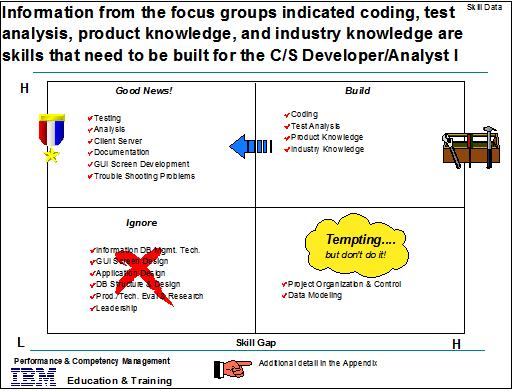 Information from the focus groups indicated coding, test
analysis, product knowledge, and industry knowledge are
skills that need to be built for the C/S Developer/Analyst I
Skill Data
H
Good News!
Testing
Analysis
Client Server
Documentation
GUI Screen Development
Trouble Shooting Problems
Build
Coding
Test Analysis
Product Knowledge
Industry Knowledge
Ignore
Information DB Mgmt. Tech.
GUI Screen Design
Application Design
DB Structure & Design
Prod./Tech. Eval & Research
Leadership
Tempting....
but don't do it!
Project Organization & Control
Data Modeling
L
Skill Gap
H
Performance & Competency Management
IBM
Education & Training
Additional detail in the Appendix